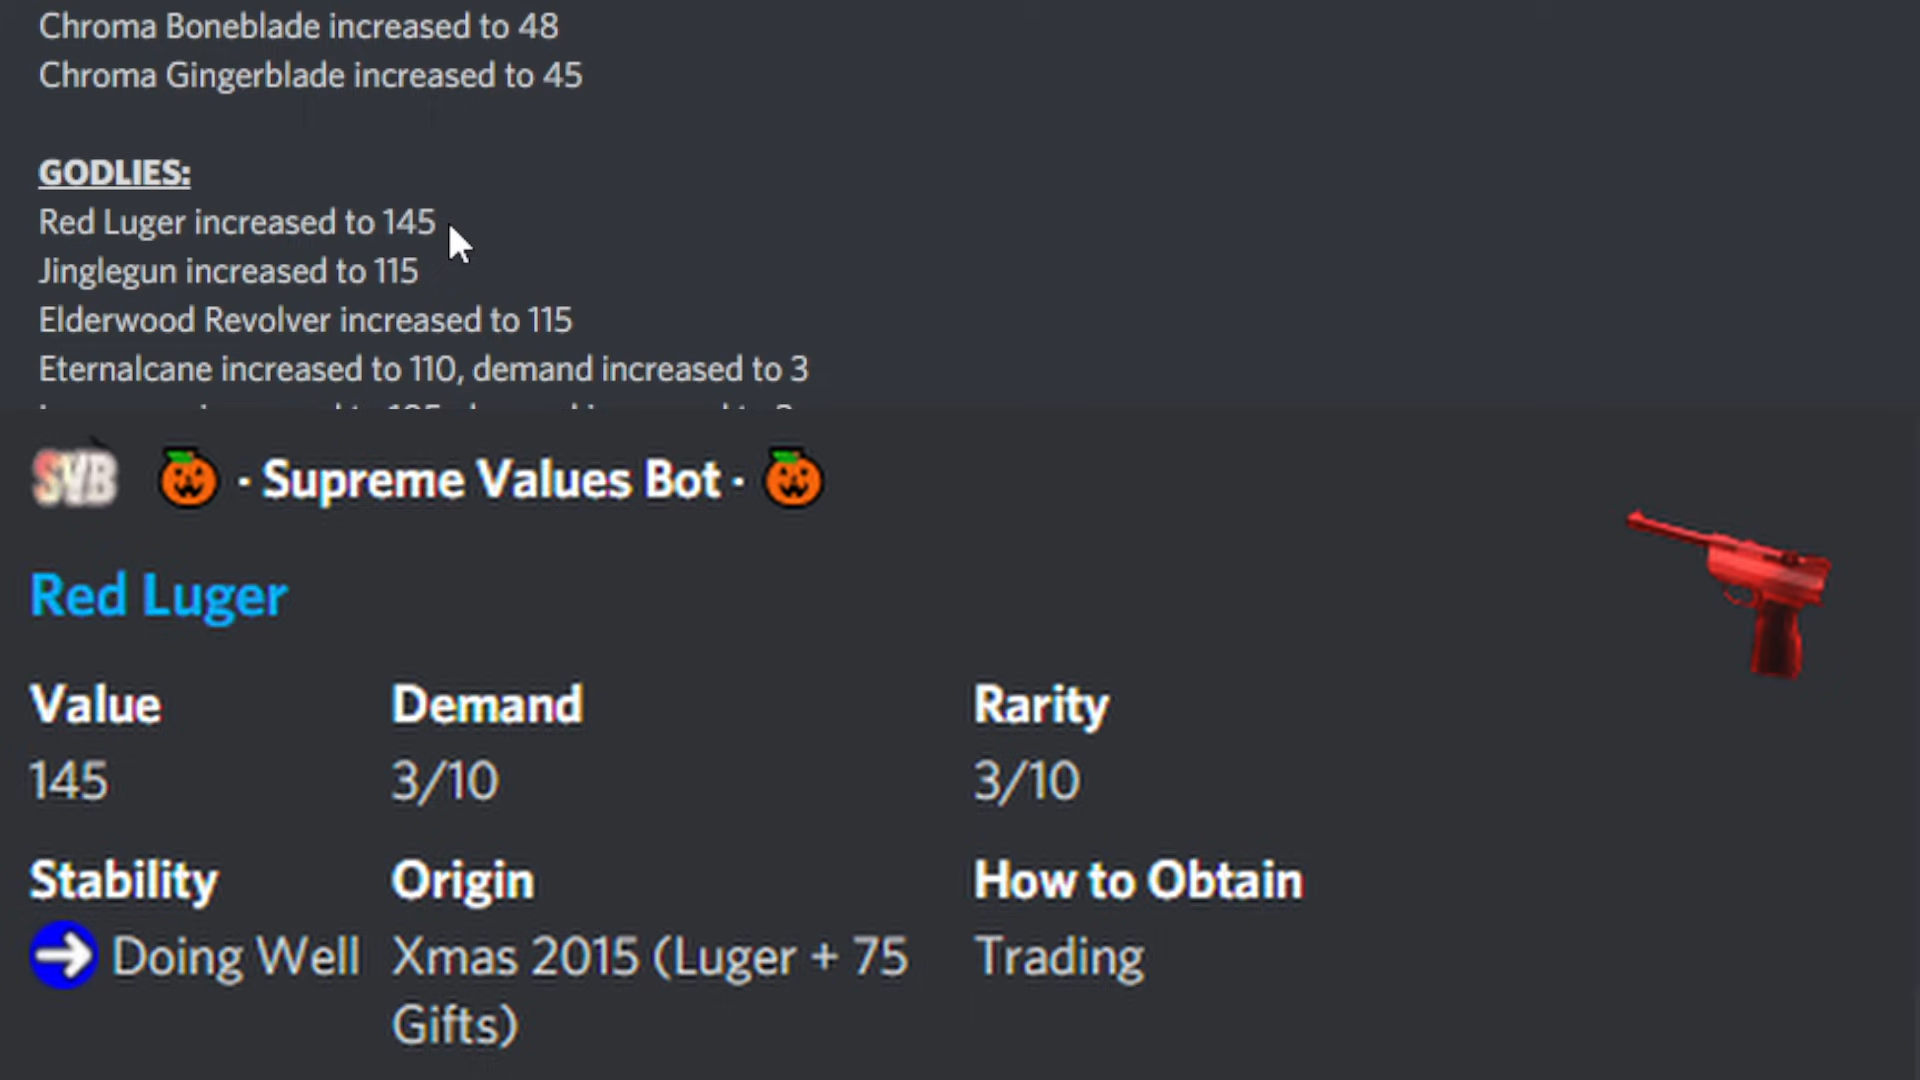 Chroma Boneblade increased to 48
Chroma Gingerblade increased to 45
GODLIES:
Red Luger increased to 145
Jinglegun increased to 115
Elderwood Revolver increased to 115
Eternalcane increased to 110, demand increased to 3
SVB · Supreme Values Bot ·
Red Luger
Value Demand Rarity
145 3/10 3/10
Stability Origin How to Obtain
Doing Well Xmas 2015 (Luger + 75 Trading
Gifts)